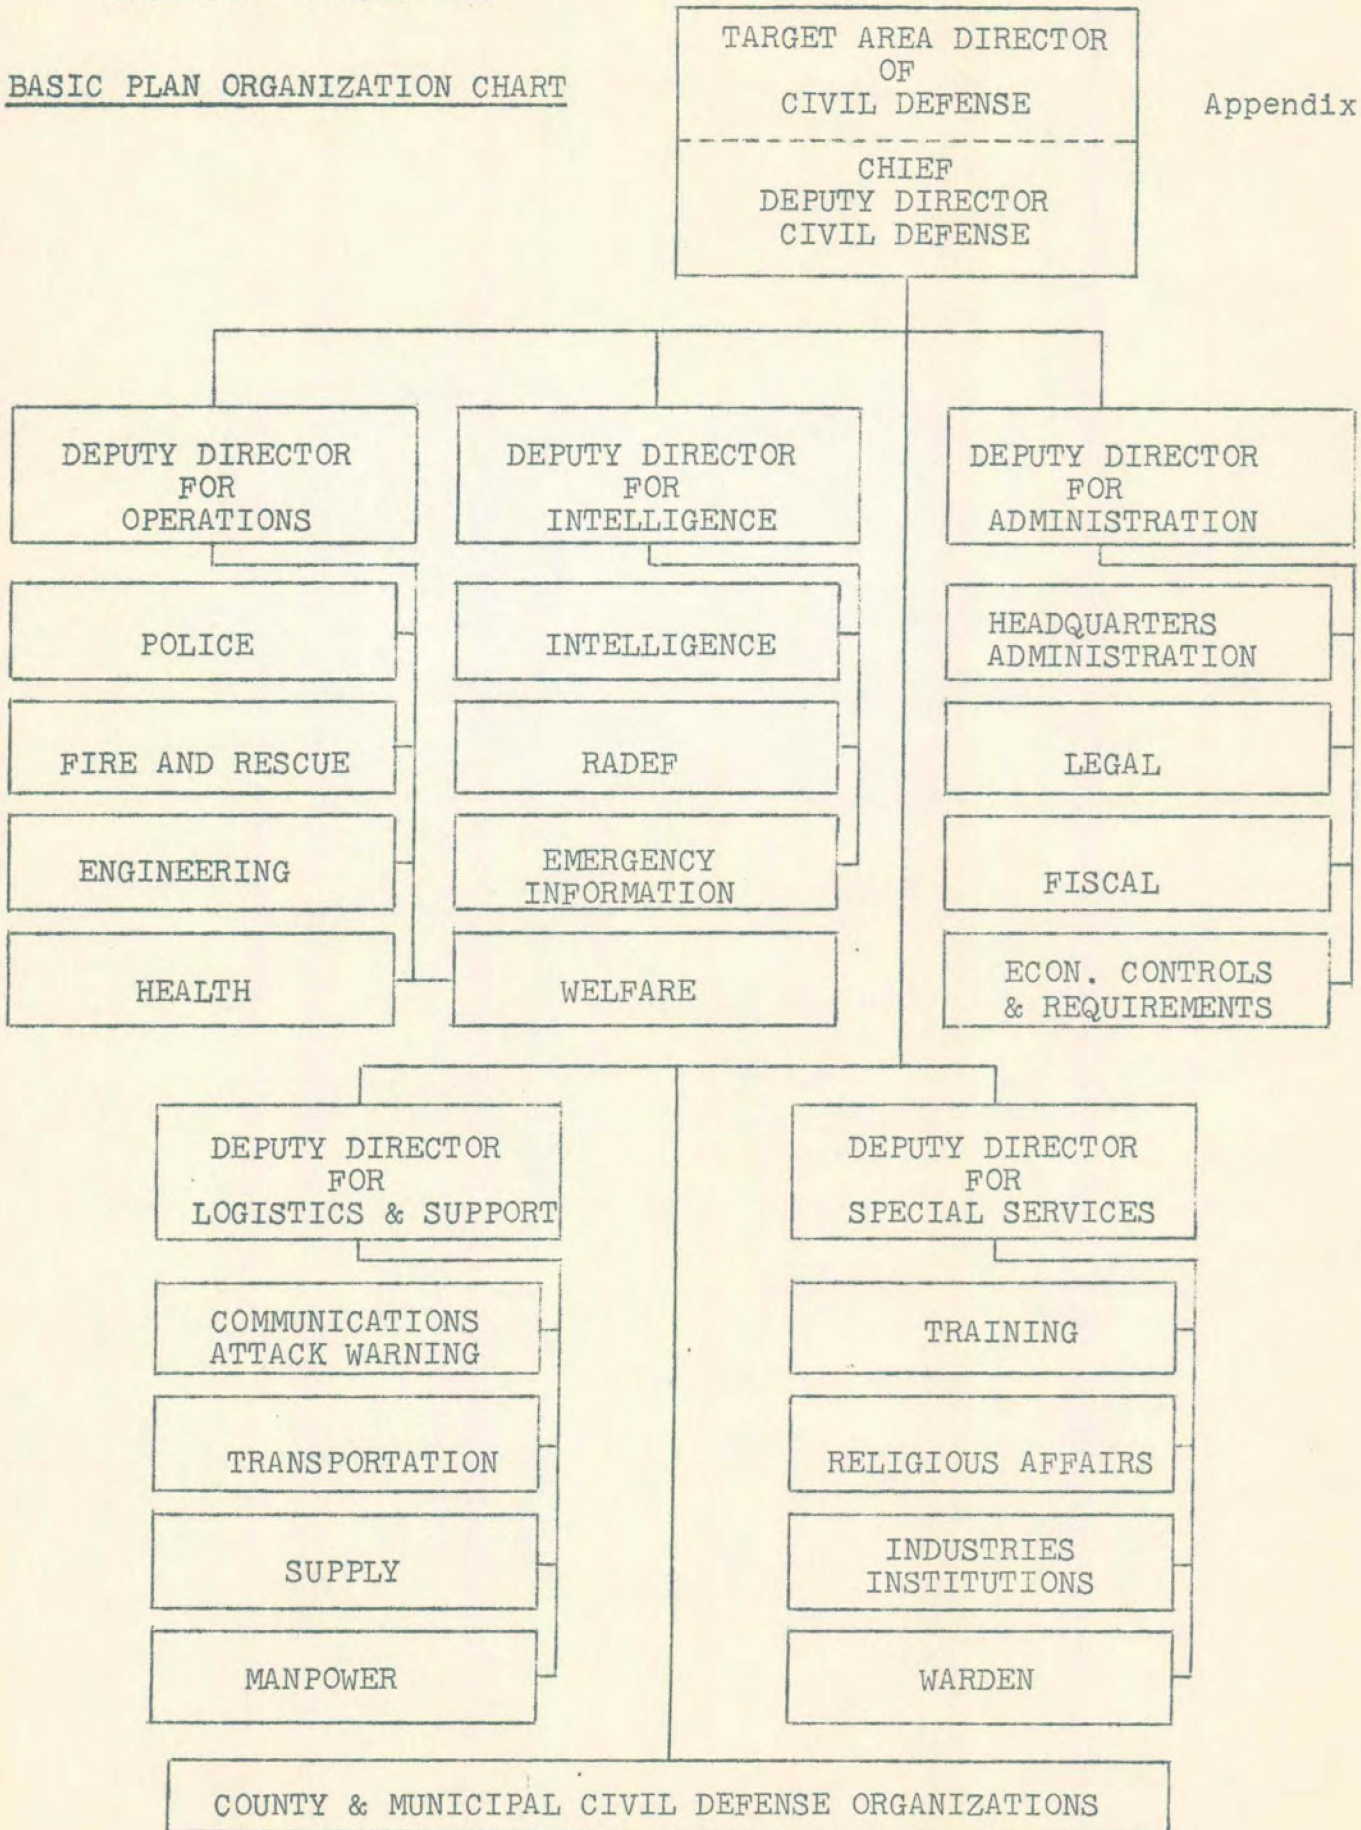 BASIC PLAN ORGANIZATION CHART
Appendix
TARGET AREA DIRECTOR
OF
CIVIL DEFENSE
CHIEF
DEPUTY DIRECTOR
CIVIL DEFENSE
DEPUTY DIRECTOR
FOR
OPERATIONS
POLICE
FIRE AND RESCUE
ENGINEERING
HEALTH
DEPUTY DIRECTOR
FOR
INTELLIGENCE
INTELLIGENCE
RADEF
EMERGENCY
INFORMATION
WELFARE
DEPUTY DIRECTOR
FOR
ADMINISTRATION
HEADQUARTERS
ADMINISTRATION
LEGAL
FISCAL
ECON. CONTROLS
& REQUIREMENTS
DEPUTY DIRECTOR
FOR
LOGISTICS & SUPPORT
COMMUNICATIONS
ATTACK WARNING
TRANSPORTATION
SUPPLY
MANPOWER
DEPUTY DIRECTOR
FOR
SPECIAL SERVICES
TRAINING
RELIGIOUS AFFAIRS
INDUSTRIES
INSTITUTIONS
WARDEN
COUNTY & MUNICIPAL CIVIL DEFENSE ORGANIZATIONS